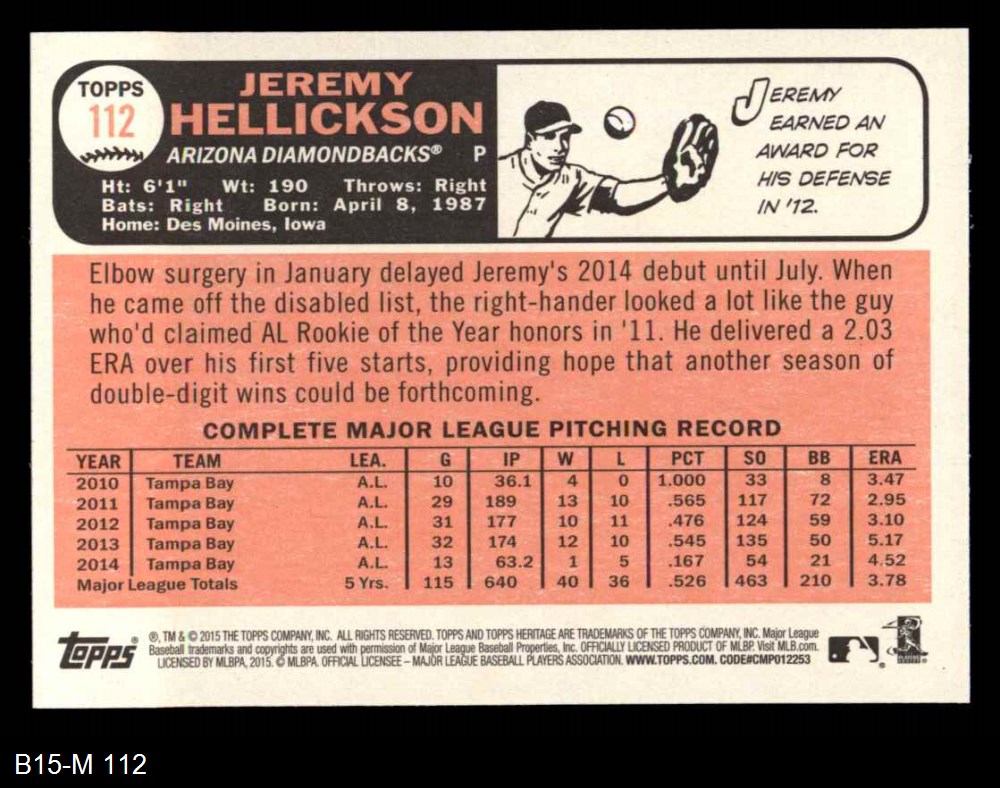 TOPPS
112
JEREMY
HELLICKSON
ARIZONA DIAMONDBACKS® P
Ht: 6'1" Wt: 190 Throws: Right
Bats: Right Born: April 8, 1987
Home: Des Moines, Iowa
JEREMY
EARNED AN
AWARD FOR
HIS DEFENSE
IN '12.
Elbow surgery in January delayed Jeremy's 2014 debut until July. When
he came off the disabled list, the right-hander looked a lot like the guy
who'd claimed AL Rookie of the Year honors in '11. He delivered a 2.03
ERA over his first five starts, providing hope that another season of
double-digit wins could be forthcoming.
COMPLETE MAJOR LEAGUE PITCHING RECORD
YEAR TEAM LEA. G IP W L PCT SO BB ERA
2010 Tampa Bay A.L. 10 36.1 4 0 1.000 33 8 3.47
2011 Tampa Bay A.L. 29 189 13 10 .565 117 72 2.95
2012 Tampa Bay A.L. 31 177 10 11 .476 124 59 3.10
2013 Tampa Bay A.L. 32 174 12 10 .545 135 50 5.17
2014 Tampa Bay A.L. 13 63.2 1 5 .167 54 21 4.52
Major League Totals 5 Yrs. 115 640 40 36 .526 463 210 3.78
topps®
®, TM & © 2015 THE TOPPS COMPANY, INC. ALL RIGHTS RESERVED. TOPPS AND TOPPS HERITAGE ARE TRADEMARKS OF THE TOPPS COMPANY, INC. Major League
Baseball trademarks and copyrights are used with permission of Major League Baseball Properties, Inc. OFFICIALLY LICENSED PRODUCT OF MLBP. Visit MLB.com.
LICENSED BY MLBPA, 2015. © MLBPA. OFFICIAL LICENSEE – MAJOR LEAGUE BASEBALL PLAYERS ASSOCIATION. WWW.TOPPS.COM. CODE#CMP012253
B15-M 112